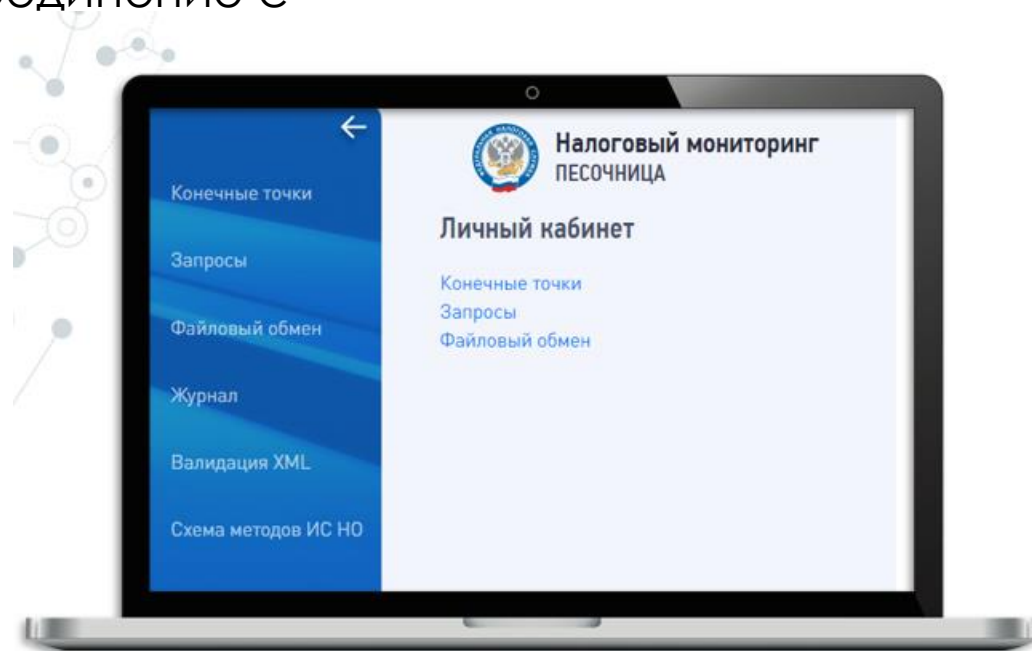 Конечные точки
Запросы
Файловый обмен
Журнал
Валидация XML
Схема методов ИС НО
Налоговый мониторинг
ПЕСОЧНИЦА
Личный кабинет
Конечные точки
Запросы
Файловый обмен